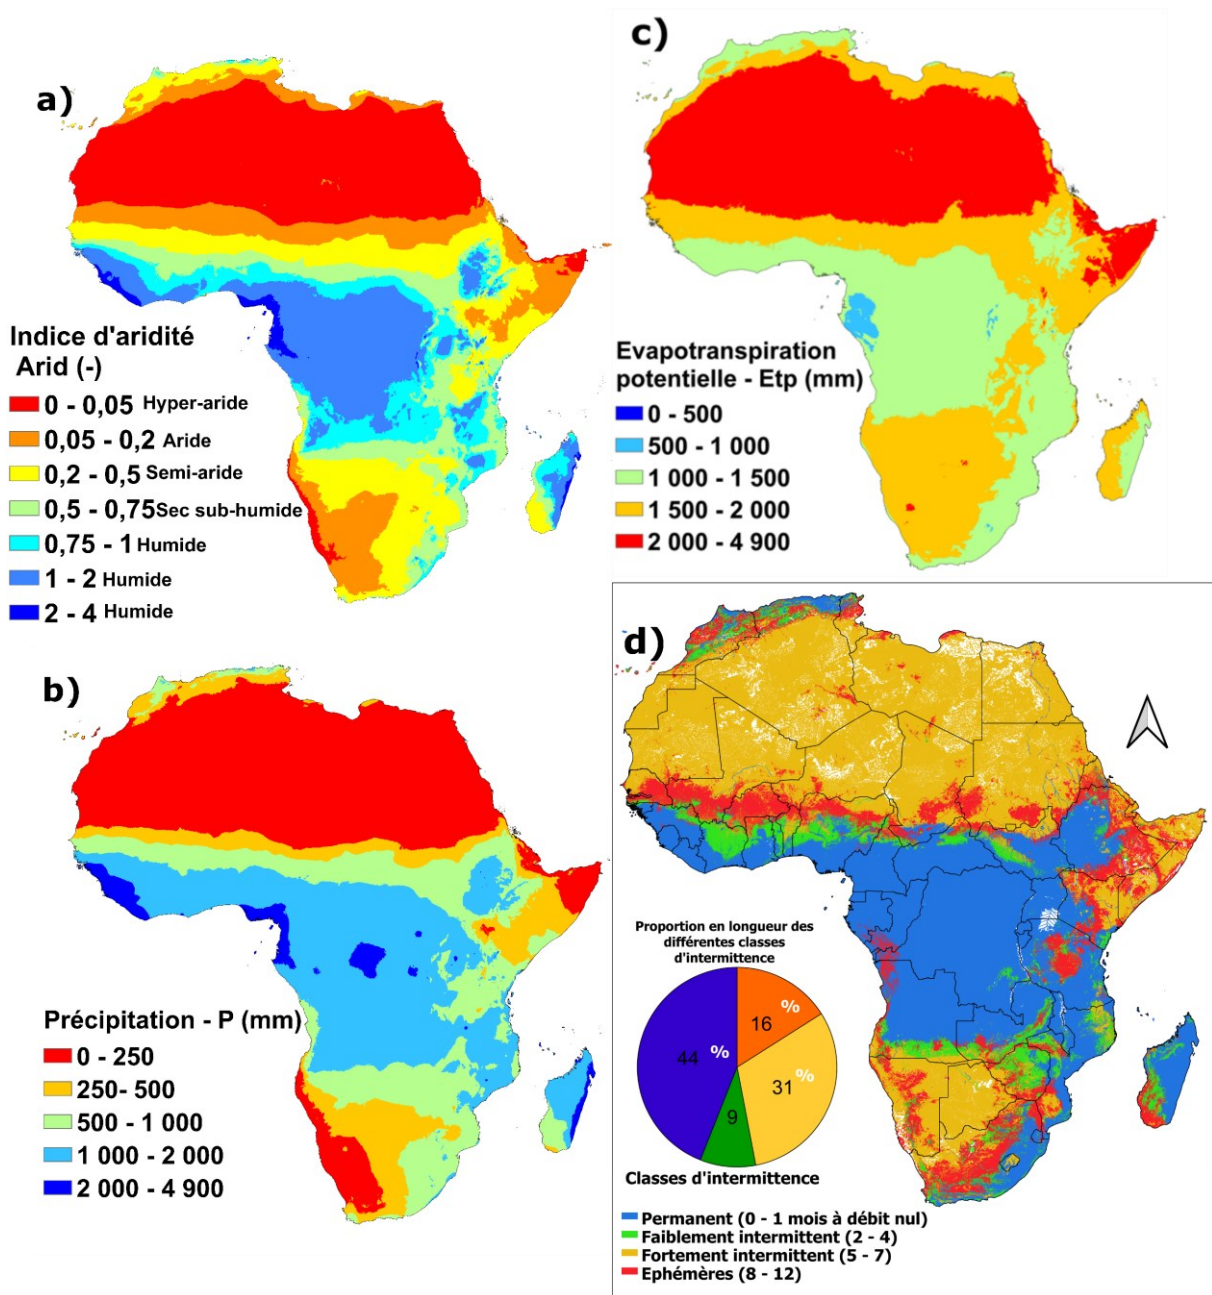 a)
Indice d'aridité
Arid (-)
0 - 0,05 Hyper-aride
0,05 - 0,2 Aride
0,2 - 0,5 Semi-aride
0,5 - 0,75 Sec sub-humide
0,75 - 1 Humide
1 - 2 Humide
2 - 4 Humide
b)
Précipitation - P (mm)
0 - 250
250- 500
500 - 1 000
1 000 - 2 000
2 000 - 4 900
c)
Evapotranspiration
potentielle - Etp (mm)
0 - 500
500 - 1 000
1 000 - 1 500
1 500 - 2 000
2 000 - 4 900
d)
Proportion en longueur des
différentes classes
d'intermittence
%
16
44 %
%
31
9
Classes d'intermittence
Permanent (0 - 1 mois à débit nul)
Faiblement intermittent (2 - 4)
Fortement intermittent (5 - 7)
Ephémères (8 - 12)